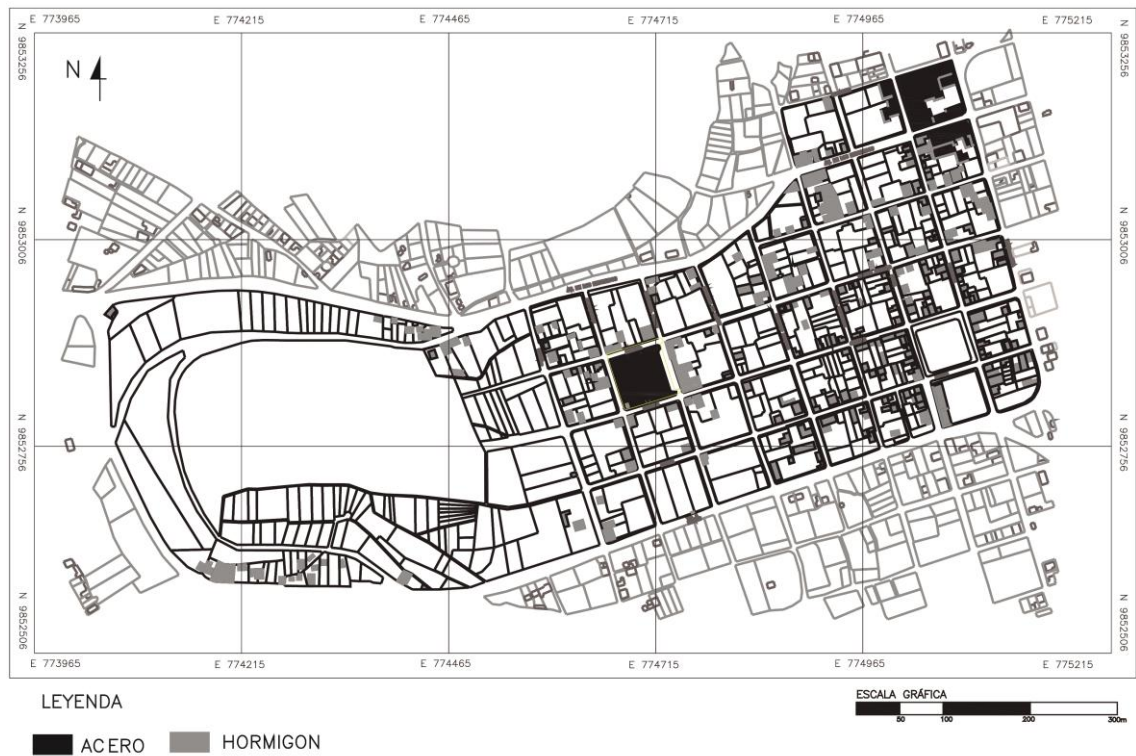 E 773965
E 774215
E 774465
E 774715
E 774965
E 775215
N 9853256
N 9853256
N
N 9853006
N 9853006
N 9852756
N 9852756
N 9852506
N 9852506
E 773965
E 774215
E 774465
E 774715
E 774965
E 775215
LEYENDA
ACERO
HORMIGON
ESCALA GRÁFICA
50 100 200 300m